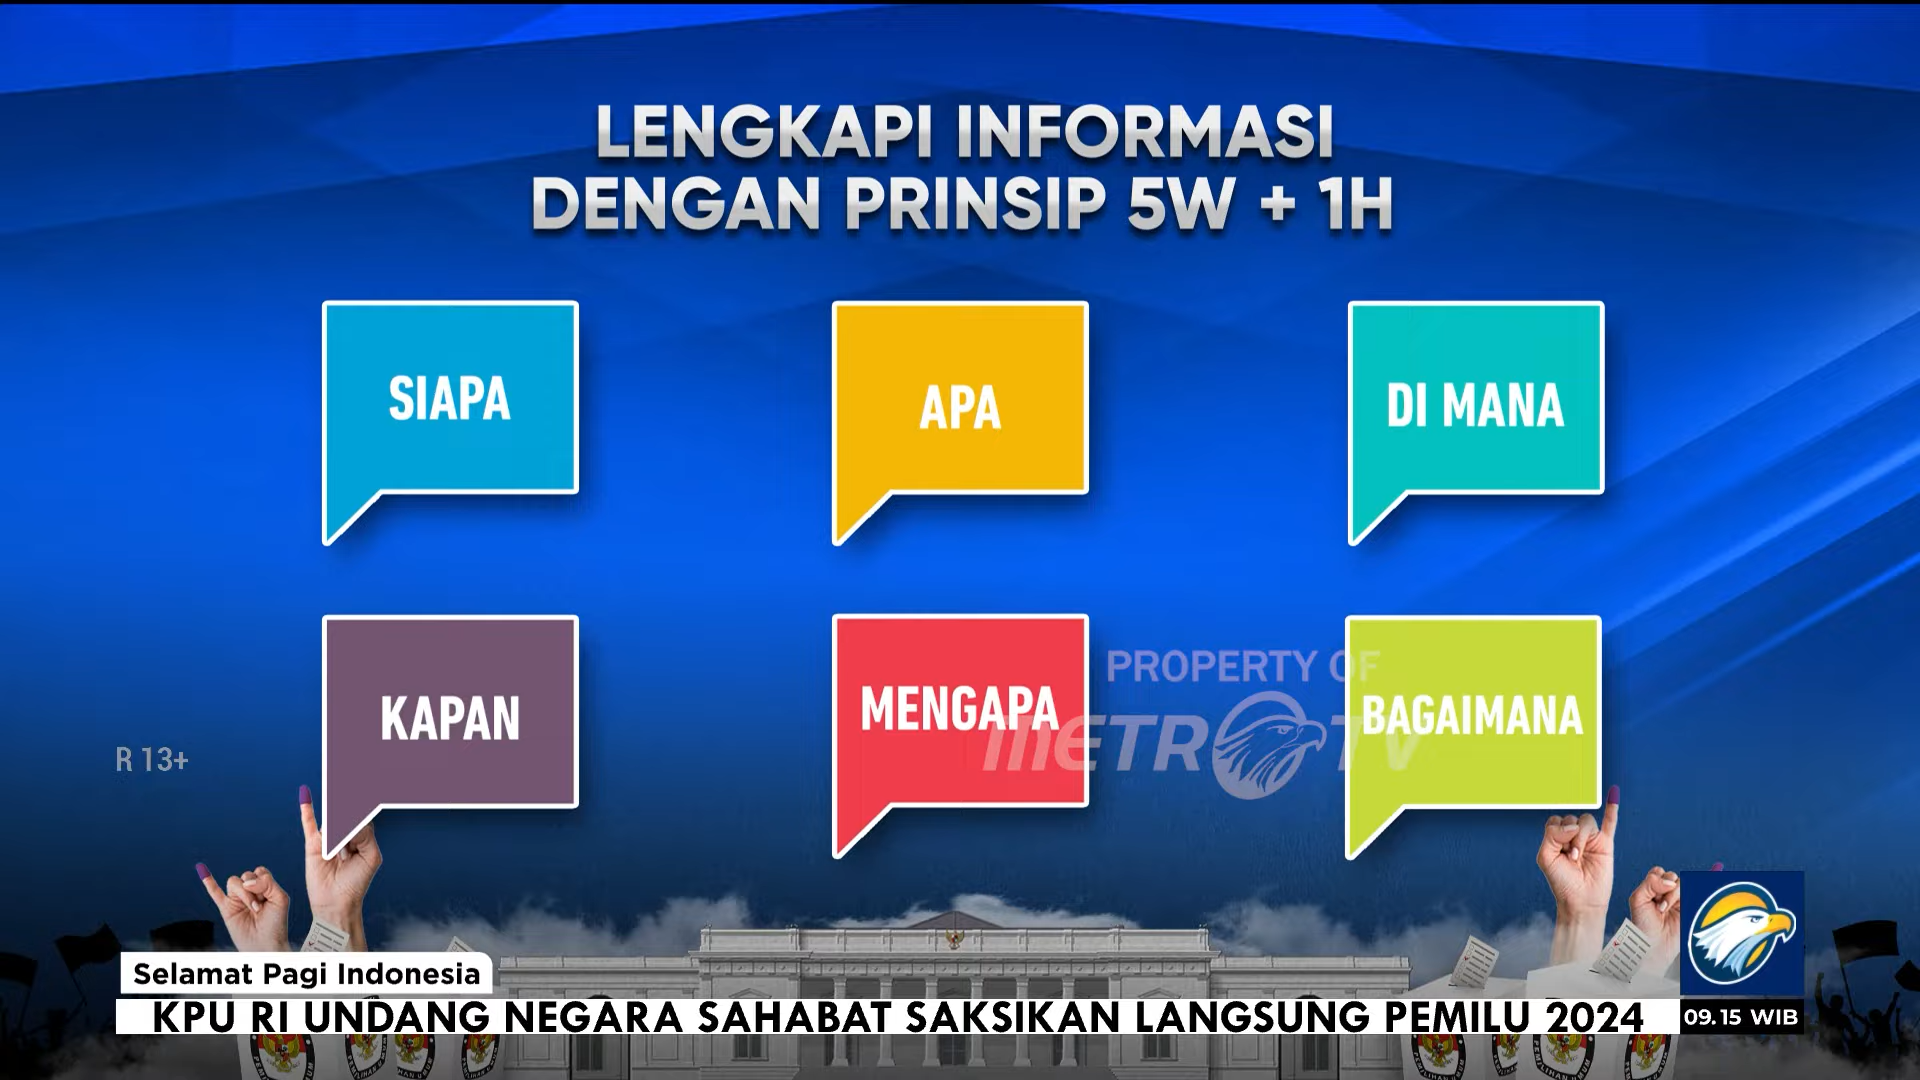 LENGKAPI INFORMASI
DENGAN PRINSIP 5W + 1H
SIAPA
APA
DI MANA
KAPAN
MENGAPA
BAGAIMANA
PROPERTY OF
METRO TV
R 13+
Selamat Pagi Indonesia
KPU RI UNDANG NEGARA SAHABAT SAKSIKAN LANGSUNG PEMILU 2024
09.15 WIB